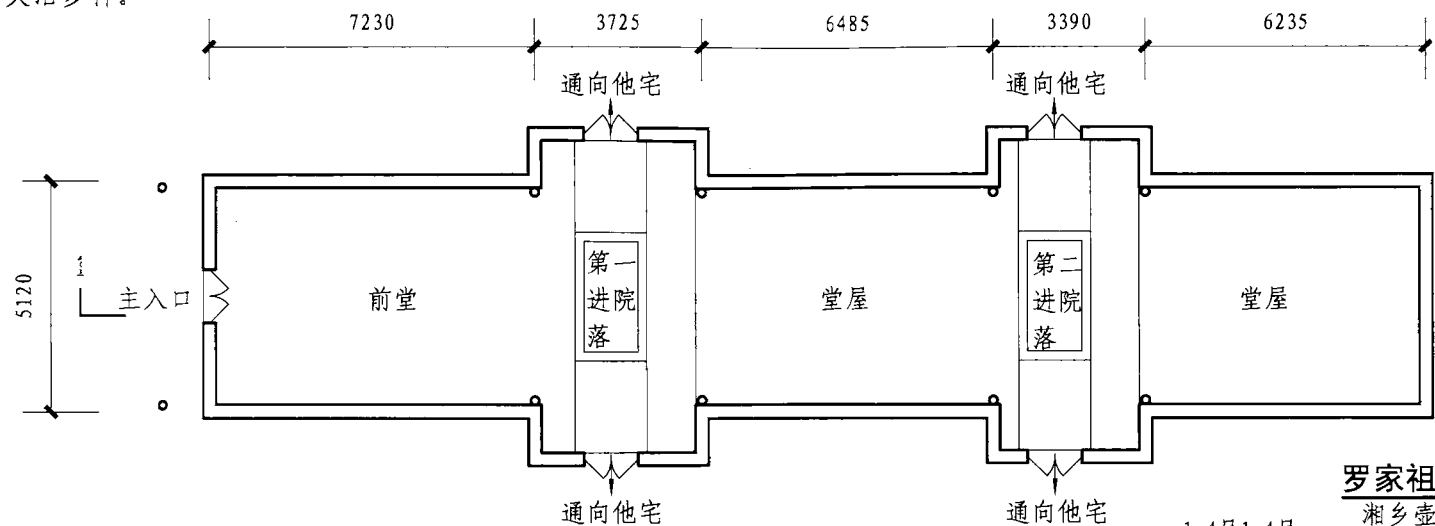 7230 3725 6485 3390 6235
通向他宅 通向他宅
5120
主入口
前堂
第一
进院
落
堂屋
第二
进院
落
堂屋
通向他宅 通向他宅
罗家祖
湘乡壶